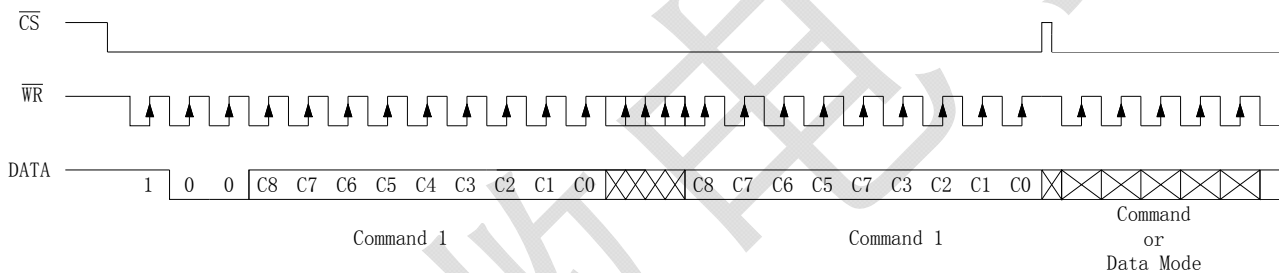 CS
WR
DATA 1 0 0 C8 C7 C6 C5 C4 C3 C2 C1 C0 C8 C7 C6 C5 C7 C3 C2 C1 C0
Command 1 Command 1 Command
or
Data Mode